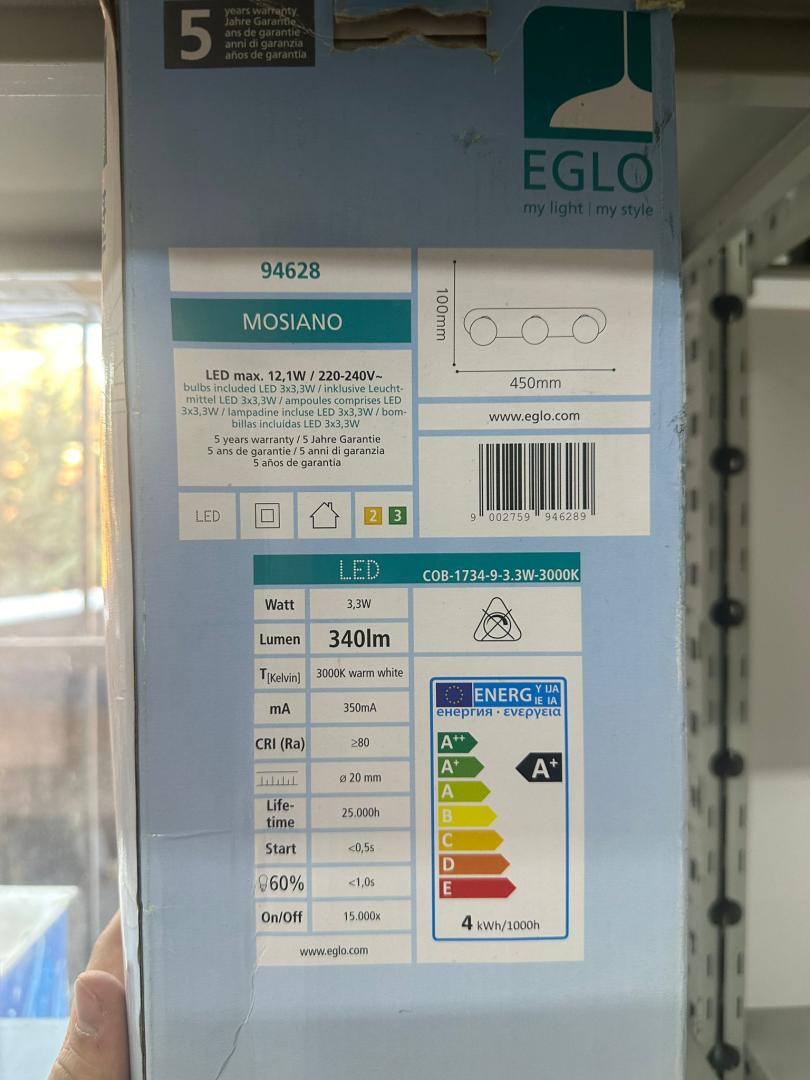 5
years warranty
Jahre Garantie
ans de garantie
anni di garanzia
años de garantía
EGLO
my light | my style
94628
MOSIANO
LED max. 12,1W / 220-240V~
bulbs included LED 3x3,3W / inklusive Leucht-
mittel LED 3x3,3W / ampoules comprises LED
3x3,3W / lampadine incluse LED 3x3,3W / bom-
billas incluídas LED 3x3,3W
5 years warranty / 5 Jahre Garantie
5 ans de garantie / 5 anni di garanzia
5 años de garantia
100mm
450mm
www.eglo.com
9 002759 946289
LED
2 3
LED
COB-1734-9-3.3W-3000K
Watt 3,3W
Lumen 340lm
T[Kelvin] 3000K warm white
mA 350mA
CRI (Ra) ≥80
ø 20 mm
Life-
time 25.000h
Start <0,5s
60% <1,0s
On/Off 15.000x
www.eglo.com
ENERG Y IJA
IE IA
енергия · ενεργεια
A++
A+
A
B
C
D
E
A+
4 kWh/1000h